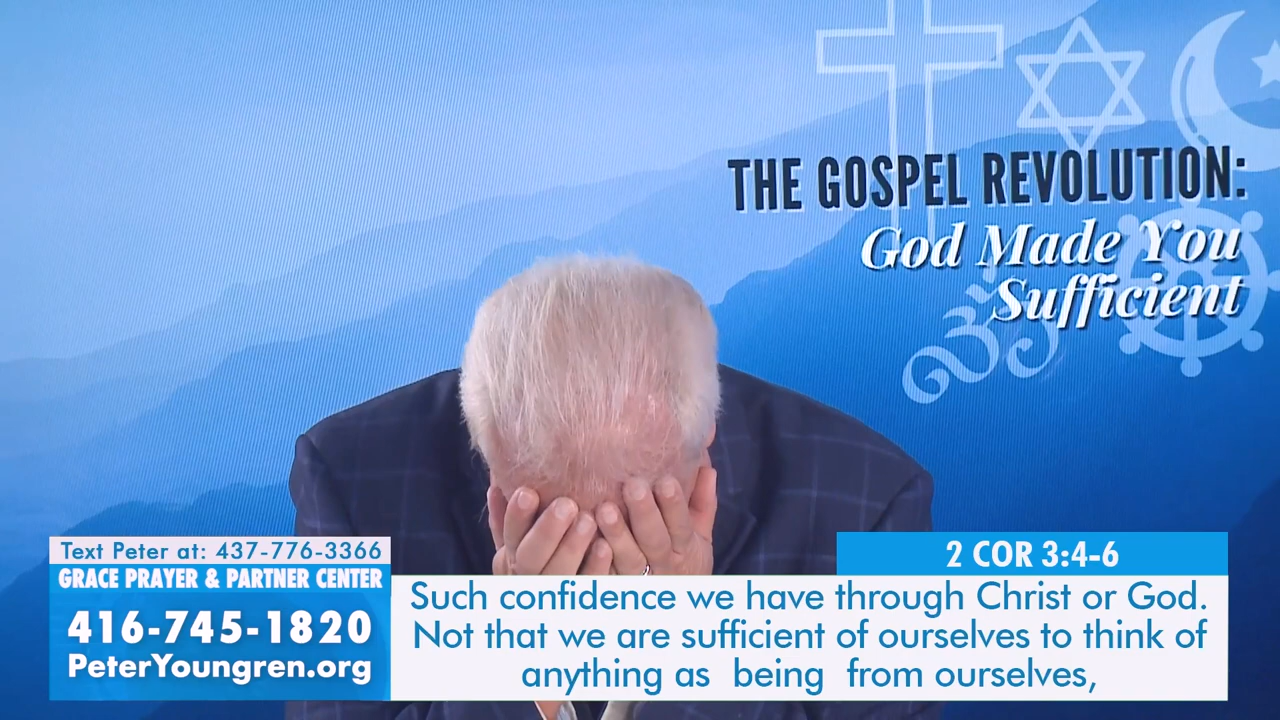 THE GOSPEL REVOLUTION:
God Made You
Sufficient
Text Peter at: 437-776-3366
GRACE PRAYER & PARTNER CENTER
416-745-1820
PeterYoungren.org
2 COR 3:4-6
Such confidence we have through Christ or God.
Not that we are sufficient of ourselves to think of
anything as being from ourselves,